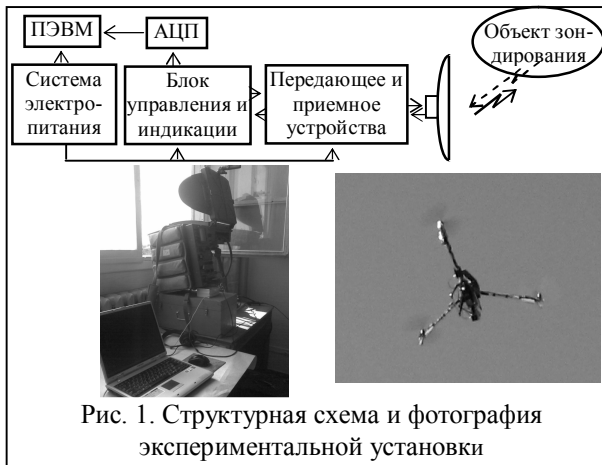 ПЭВМ
АЦП
Объект зон-
дирования
Система
электро-
питания
Блок
управления и
индикации
Передающее и
приемное
устройства
Рис. 1. Структурная схема и фотография
экспериментальной установки